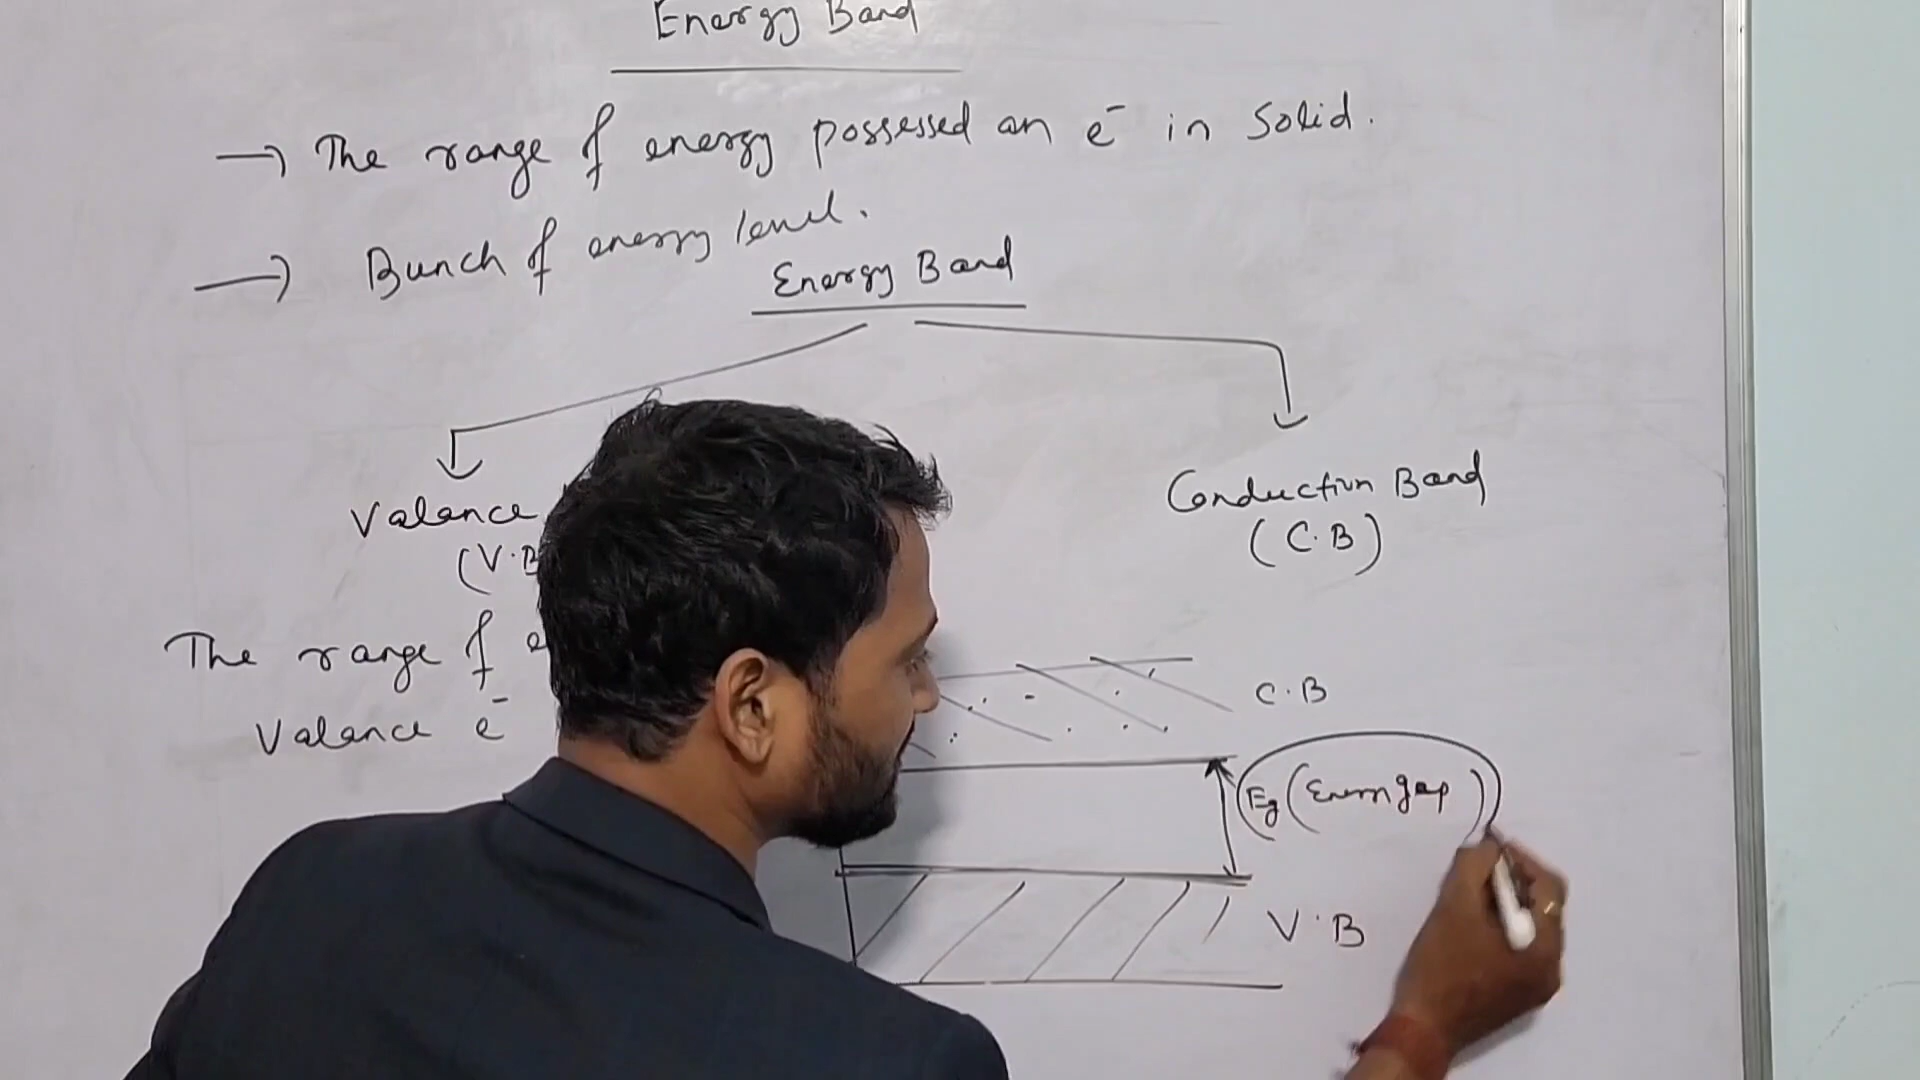 Energy Band
→ The range of energy possessed an e⁻ in Solid.
→ Bunch of energy level.
Energy Band
Valance
(V.B
Conduction Band
(C.B)
The range of e
Valance e⁻
C.B
Eg (Energy gap)
V.B